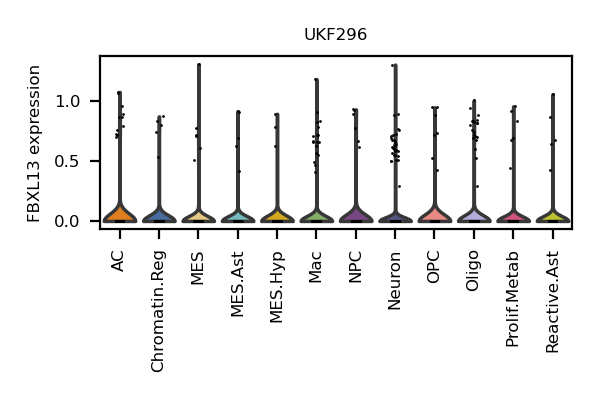 UKF296
FBXL13 expression
1.0
0.5
0.0
AC
Chromatin.Reg
MES
MES.Ast
MES.Hyp
Mac
NPC
Neuron
OPC
Oligo
Prolif.Metab
Reactive.Ast